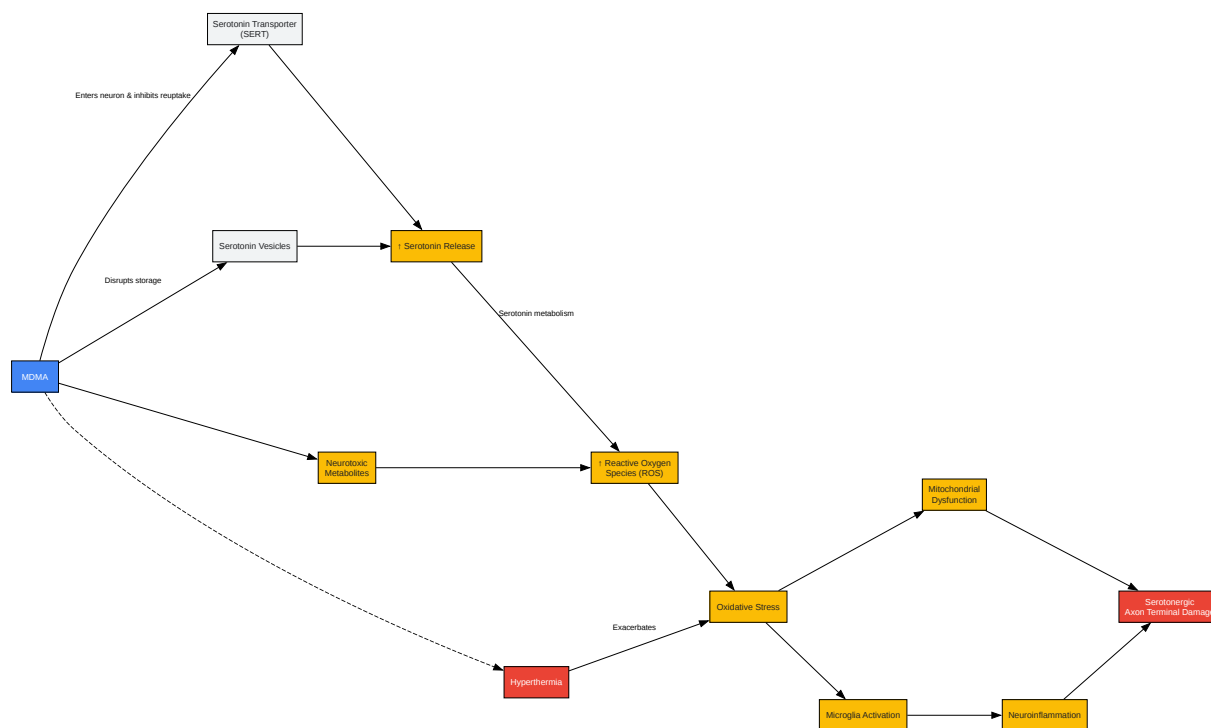 Serotonin Transporter
(SERT)
Enters neuron & inhibits reuptake
Serotonin Vesicles
↑ Serotonin Release
Disrupts storage
Serotonin metabolism
MDMA
Neurotoxic
Metabolites
↑ Reactive Oxygen
Species (ROS)
Mitochondrial
Dysfunction
Oxidative Stress
Serotonergic
Axon Terminal Damage
Exacerbates
Hyperthermia
Microglia Activation
Neuroinflammation